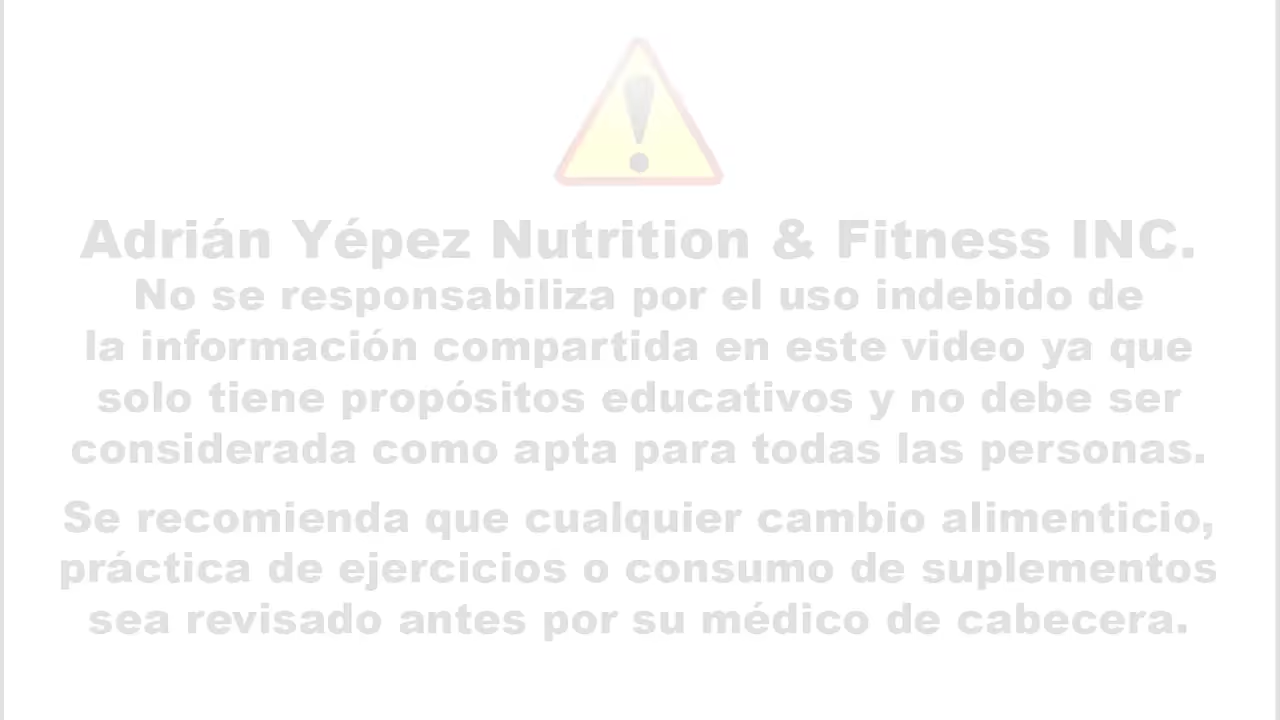 Adrián Yépez Nutrition & Fitness INC.
No se responsabiliza por el uso indebido de
la información compartida en este video ya que
solo tiene propósitos educativos y no debe ser
considerada como apta para todas las personas.
Se recomienda que cualquier cambio alimenticio,
práctica de ejercicios o consumo de suplementos
sea revisado antes por su médico de cabecera.